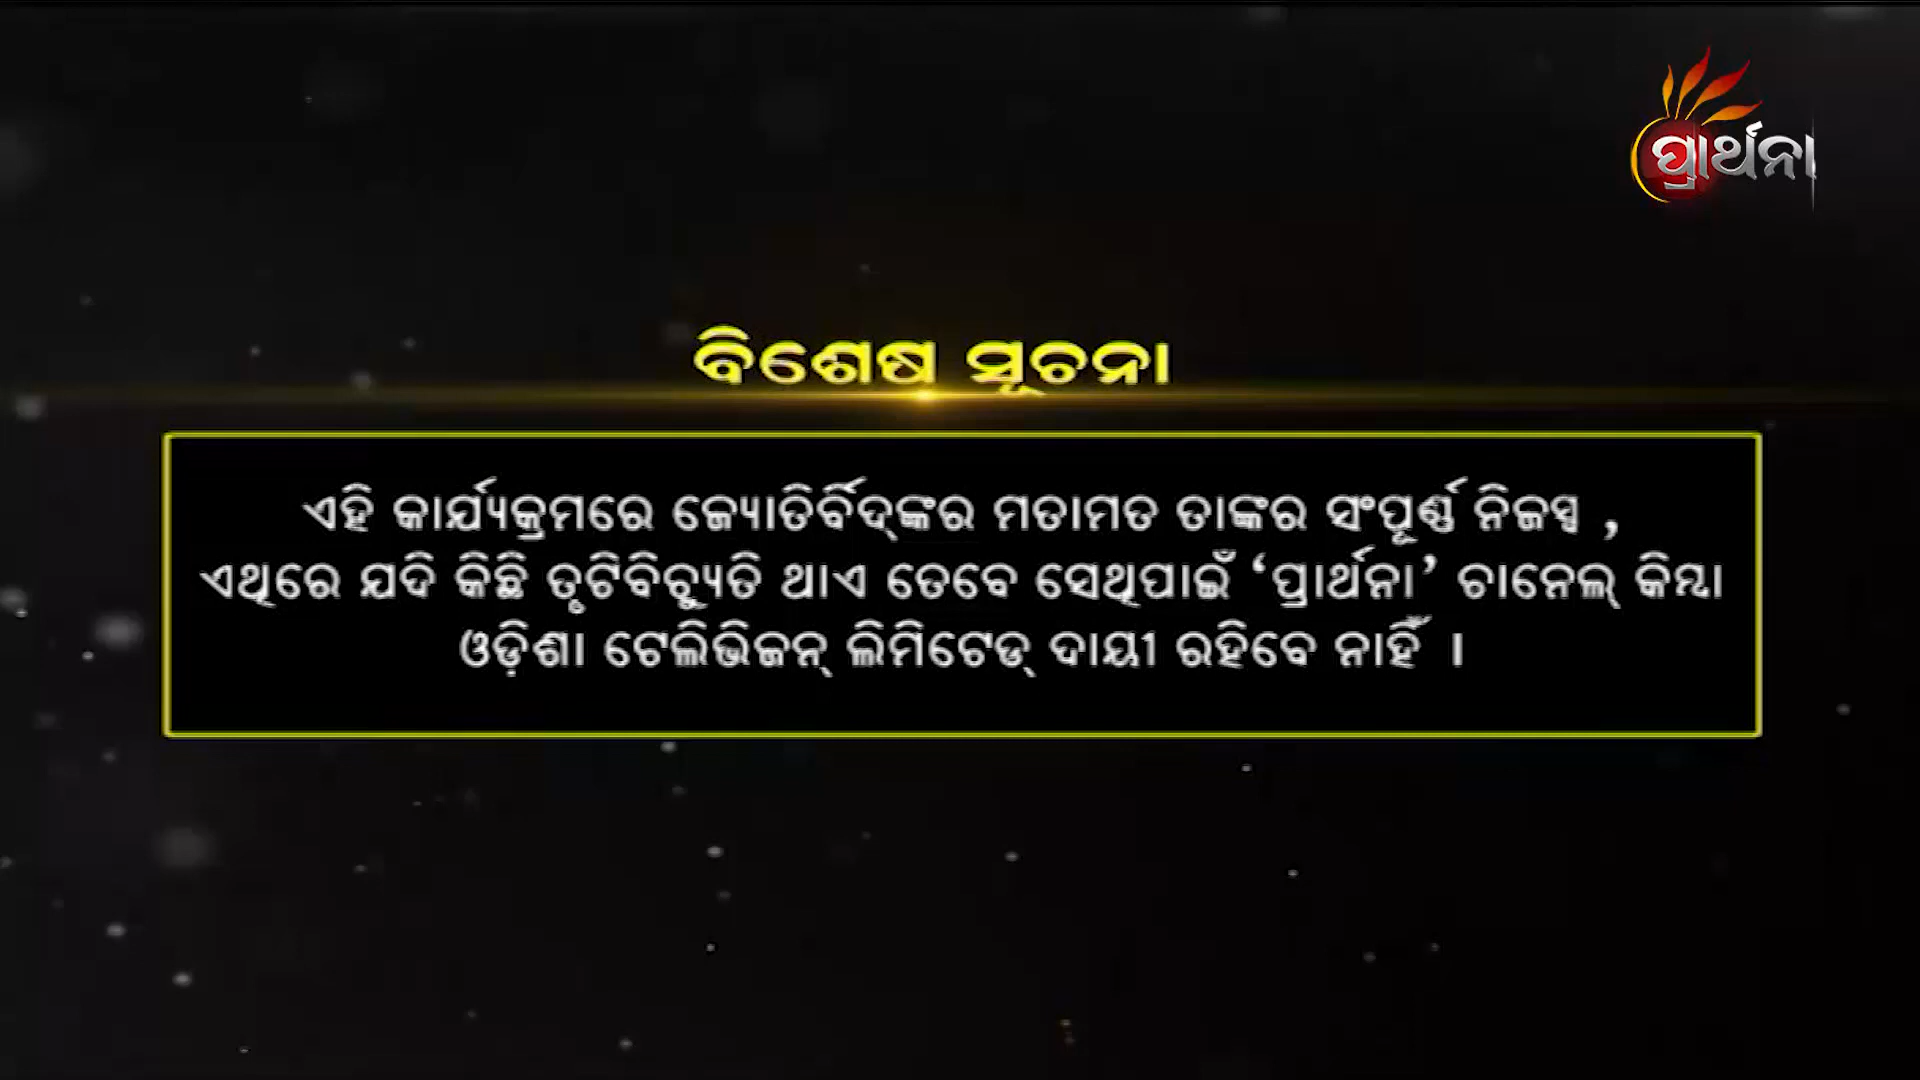 ପ୍ରାର୍ଥନା
ବିଶେଷ ସୂଚନା
ଏହି କାର୍ଯ୍ୟକ୍ରମରେ ଜ୍ୟୋତିର୍ବିଦ୍‌ଙ୍କର ମତାମତ ତାଙ୍କର ସଂପୂର୍ଣ୍ଣ ନିଜସ୍ୱ ,
ଏଥିରେ ଯଦି କିଛି ତୃଟିବିଚ୍ୟୁତି ଥାଏ ତେବେ ସେଥିପାଇଁ ‘ପ୍ରାର୍ଥନା’ ଚାନେଲ୍ କିମ୍ବା
ଓଡ଼ିଶା ଟେଲିଭିଜନ୍ ଲିମିଟେଡ୍ ଦାୟୀ ରହିବେ ନାହିଁ ।